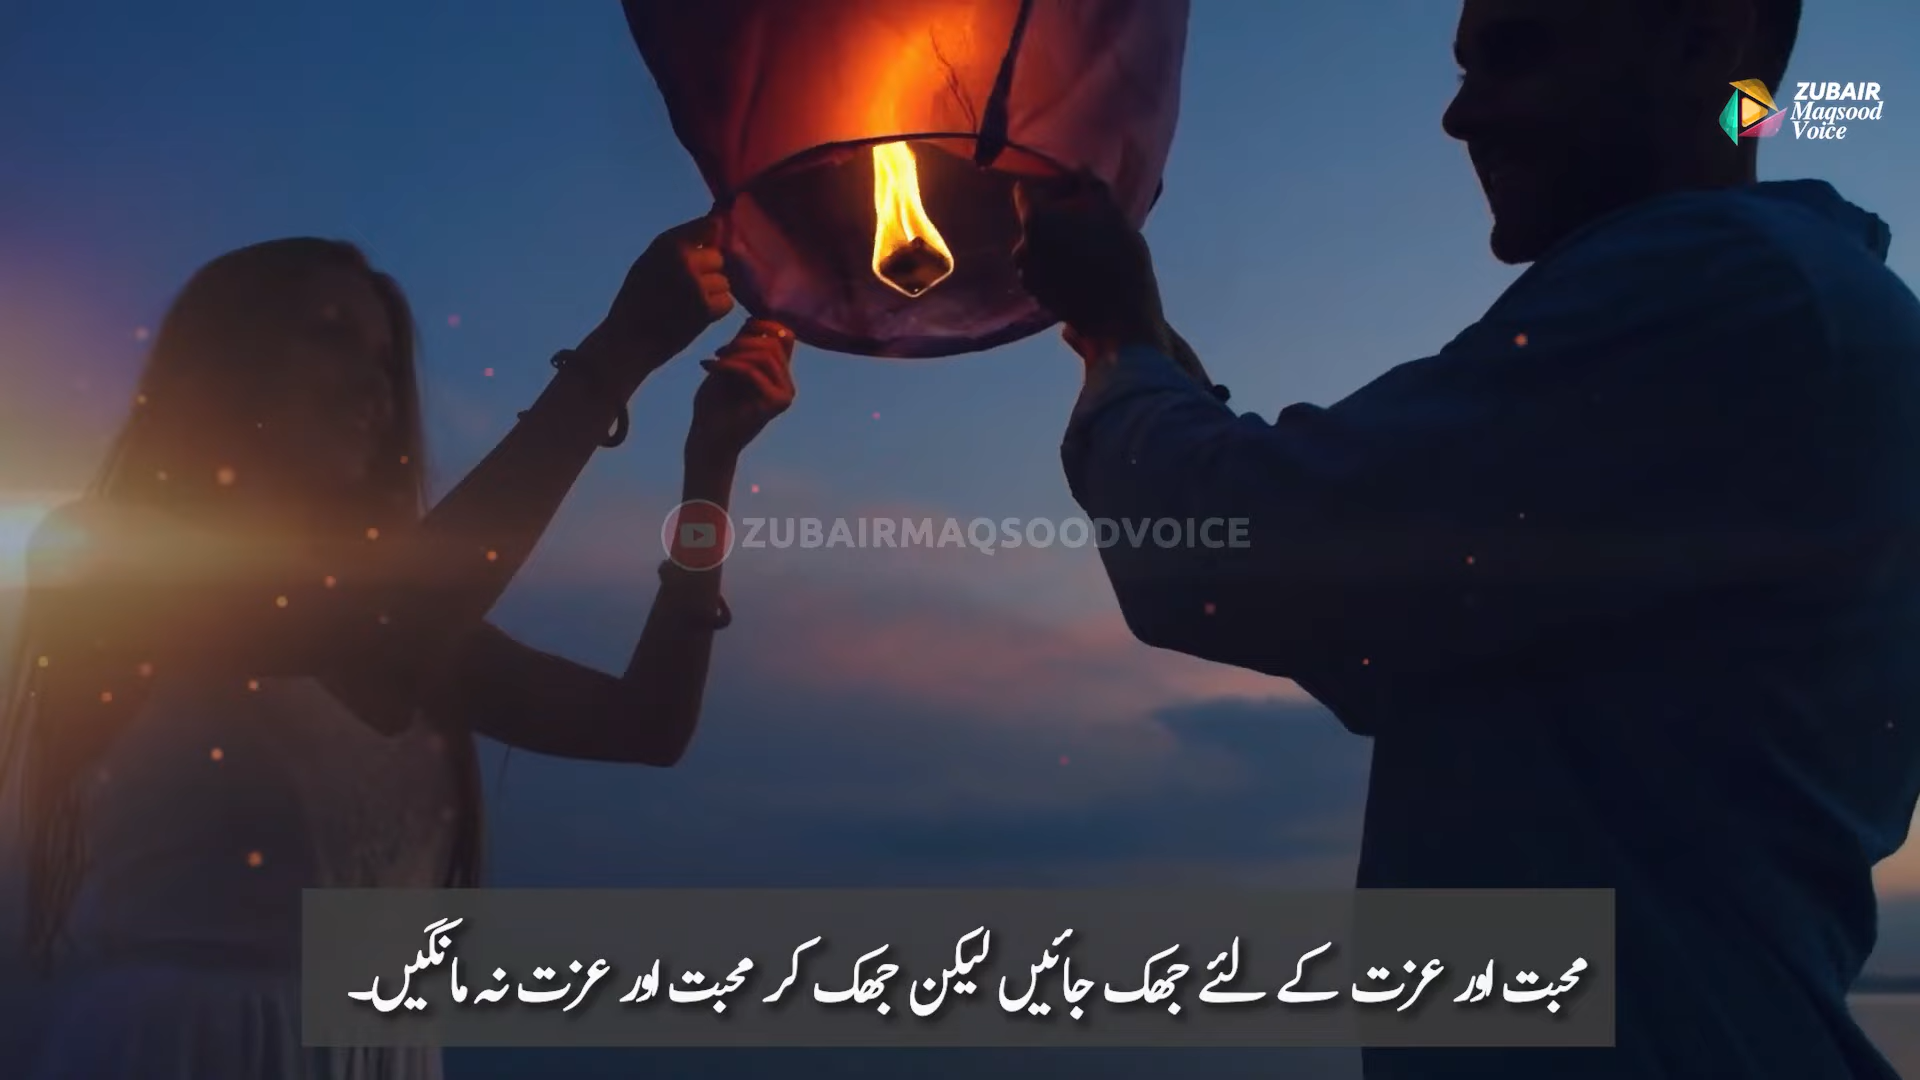 ZUBAIR
Maqsood
Voice
ZUBAIRMAQSOODVOICE
محبت اور عزت کے لئے جھک جائیں لیکن جھک کر محبت اور عزت نہ مانگیں۔